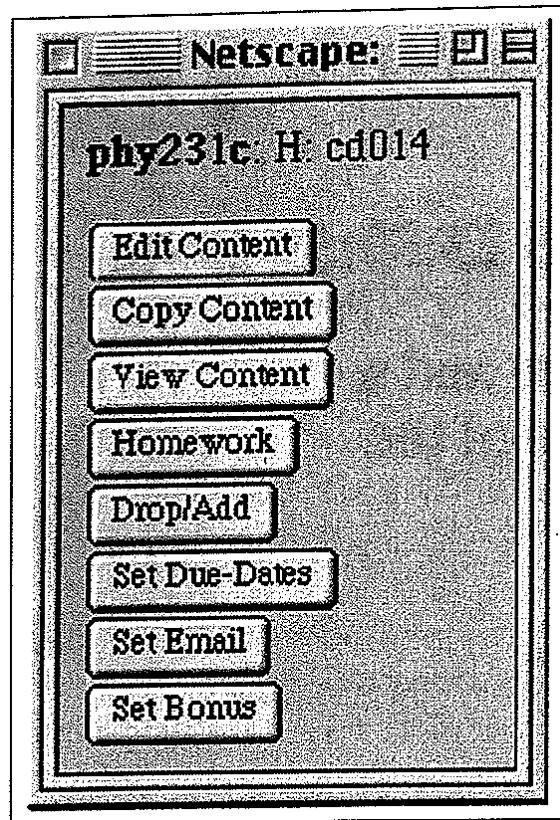 Netscape:
phy231c: H: cd014
Edit Content
Copy Content
View Content
Homework
Drop/Add
Set Due-Dates
Set Email
Set Bonus